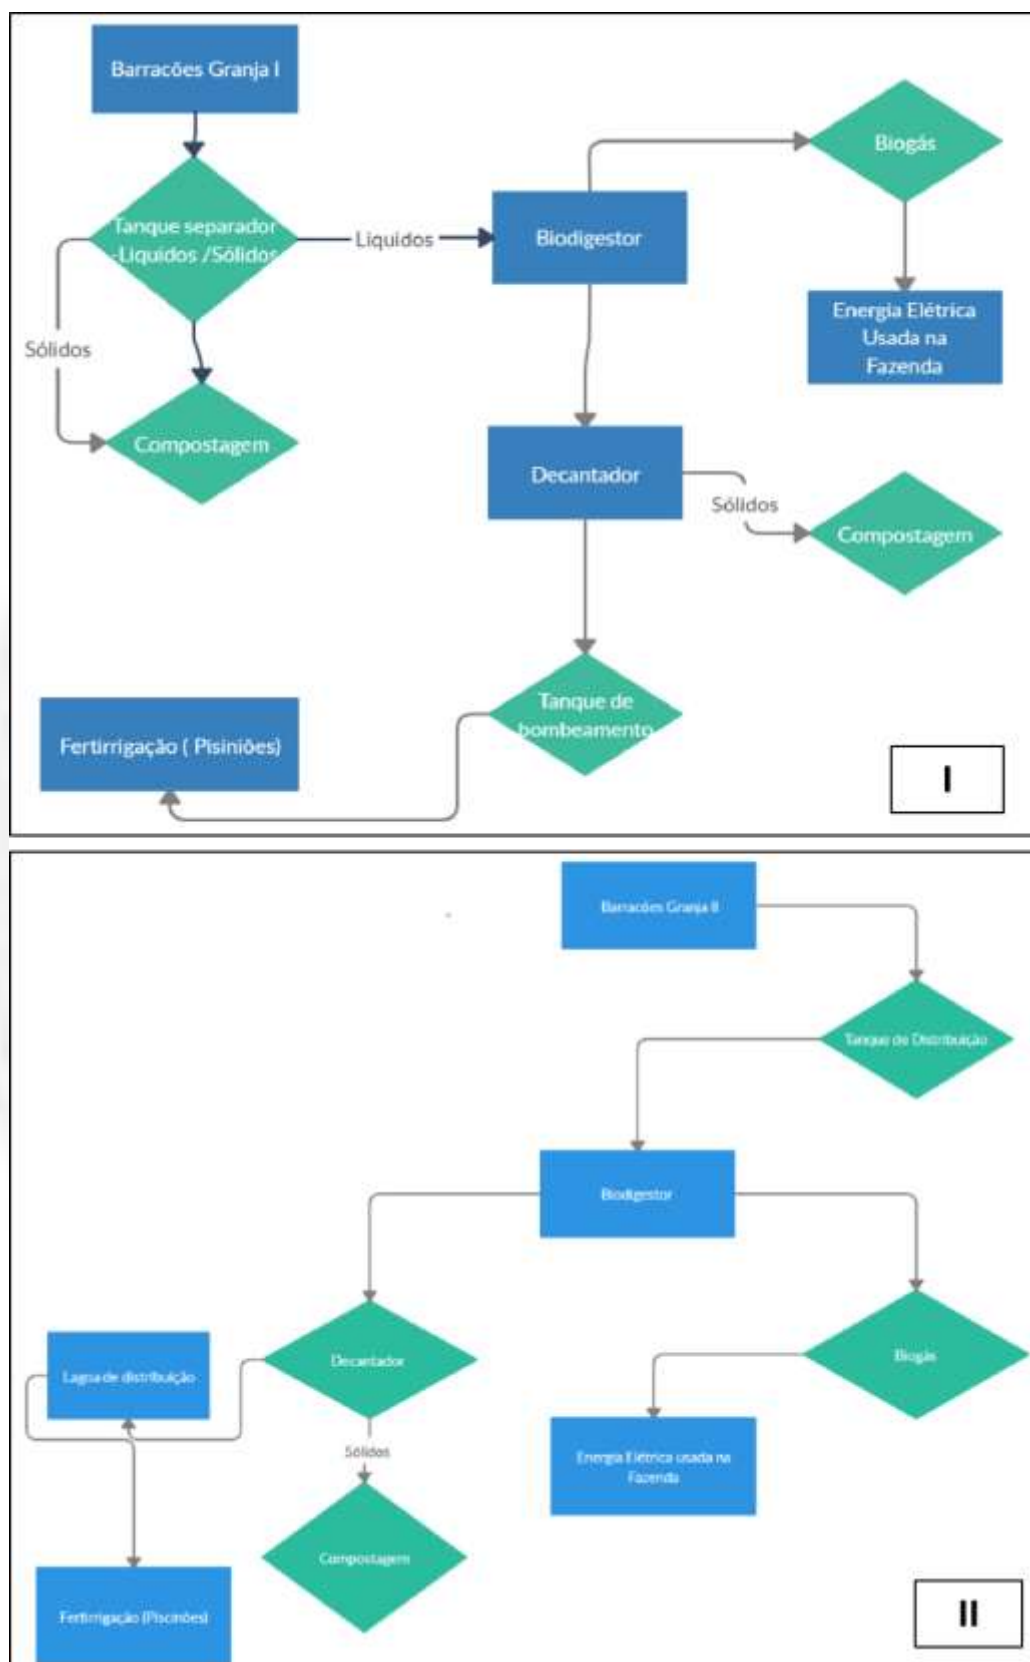 Barracões Granja I
Biogás
Tanque separador
-Liquidos /Sólidos
Liquidos
Biodigestor
Energia Elétrica
Usada na
Fazenda
Sólidos
Compostagem
Decantador
Sólidos
Compostagem
Tanque de
bombeamento
Fertirrigação ( Pisiniões)
I
Barracões Granja II
Tanque de Distribuição
Biodigestor
Decantador
Biogás
Lagoa de distribuição
Sólidos
Energia Elétrica usada na
Fazenda
Compostagem
Fertirrigação (Piscinões)
II